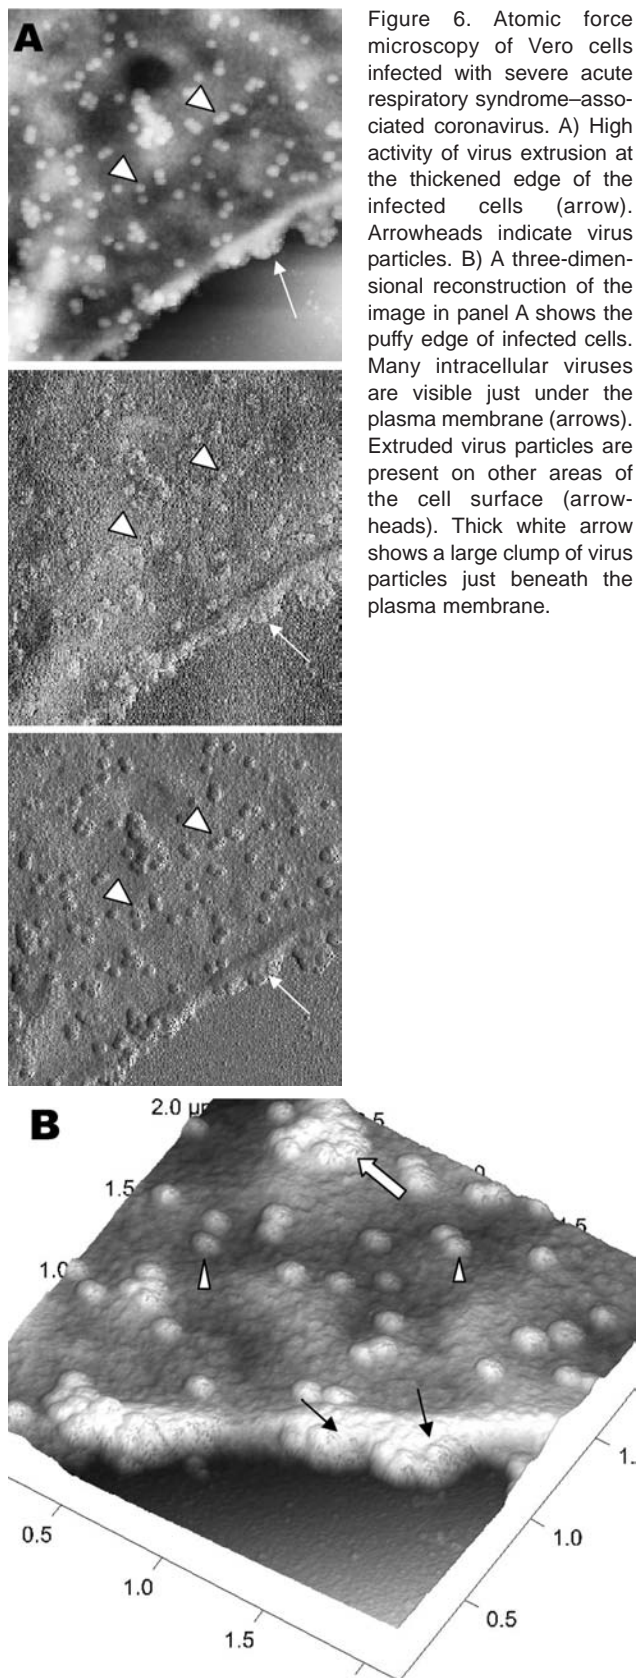 A
Figure 6. Atomic force
microscopy of Vero cells
infected with severe acute
respiratory syndrome–asso-
ciated coronavirus. A) High
activity of virus extrusion at
the thickened edge of the
infected cells (arrow).
Arrowheads indicate virus
particles. B) A three-dimen-
sional reconstruction of the
image in panel A shows the
puffy edge of infected cells.
Many intracellular viruses
are visible just under the
plasma membrane (arrows).
Extruded virus particles are
present on other areas of
the cell surface (arrow-
heads). Thick white arrow
shows a large clump of virus
particles just beneath the
plasma membrane.
B
2.0
1.5
1.0
0.5
1.0
1.5
0.5
1.0